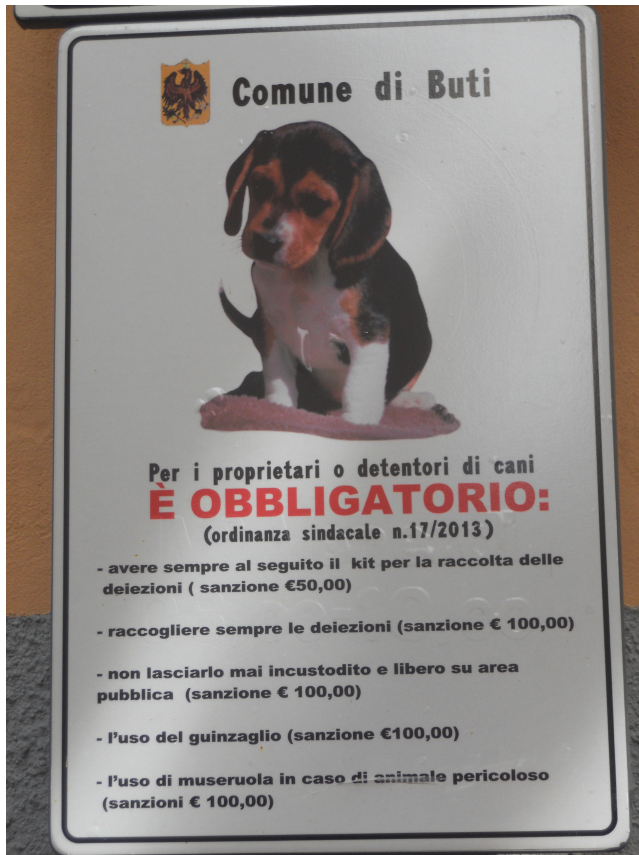 Comune di Buti
Per i proprietari o detentori di cani
È OBBLIGATORIO:
(ordinanza sindacale n.17/2013)
- avere sempre al seguito il kit per la raccolta delle
deiezioni ( sanzione €50,00)
- raccogliere sempre le deiezioni (sanzione € 100,00)
- non lasciarlo mai incustodito e libero su area
pubblica (sanzione € 100,00)
- l'uso del guinzaglio (sanzione €100,00)
- l'uso di museruola in caso di animale pericoloso
(sanzioni € 100,00)